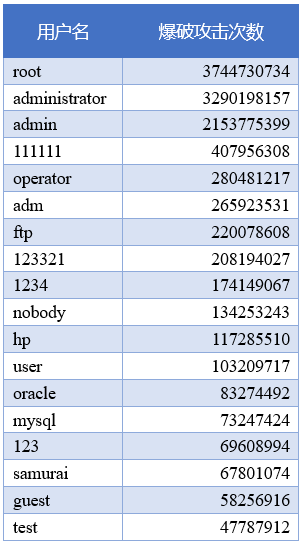 用户名 爆破攻击次数
root 3744730734
administrator 3290198157
admin 2153775399
111111 407956308
operator 280481217
adm 265923531
ftp 220078608
123321 208194027
1234 174149067
nobody 134253243
hp 117285510
user 103209717
oracle 83274492
mysql 73247424
123 69608994
samurai 67801074
guest 58256916
test 47787912